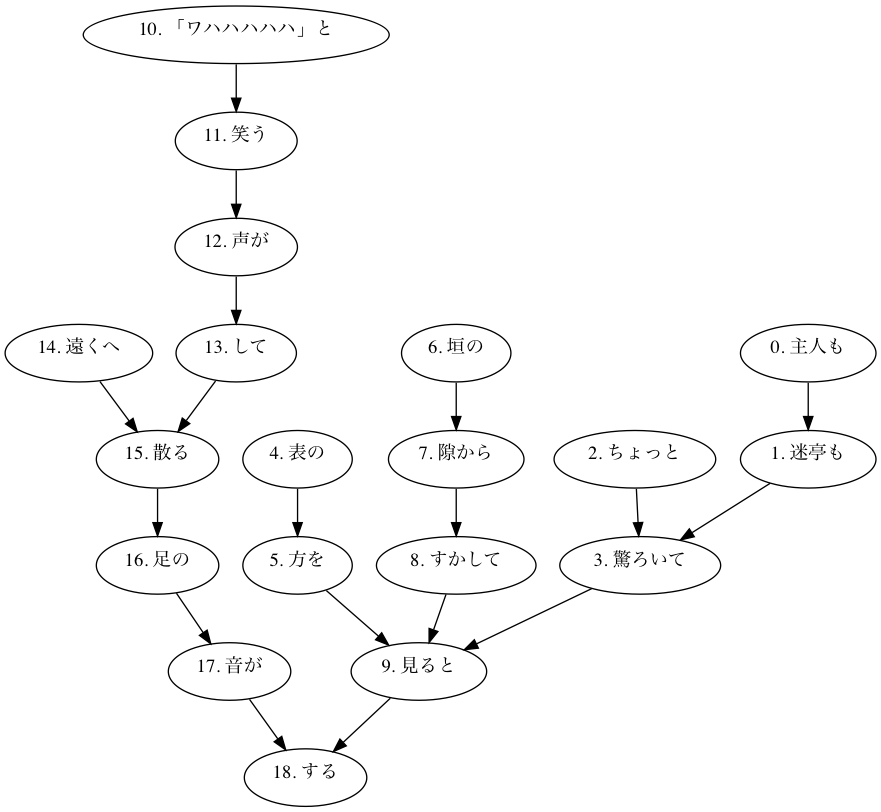 10. 「ワハハハハハ」と
11. 笑う
12. 声が
14. 遠くへ
13. して
6. 垣の
0. 主人も
15. 散る
4. 表の
7. 隙から
2. ちょっと
1. 迷亭も
16. 足の
5. 方を
8. すかして
3. 驚ろいて
17. 音が
9. 見ると
18. する